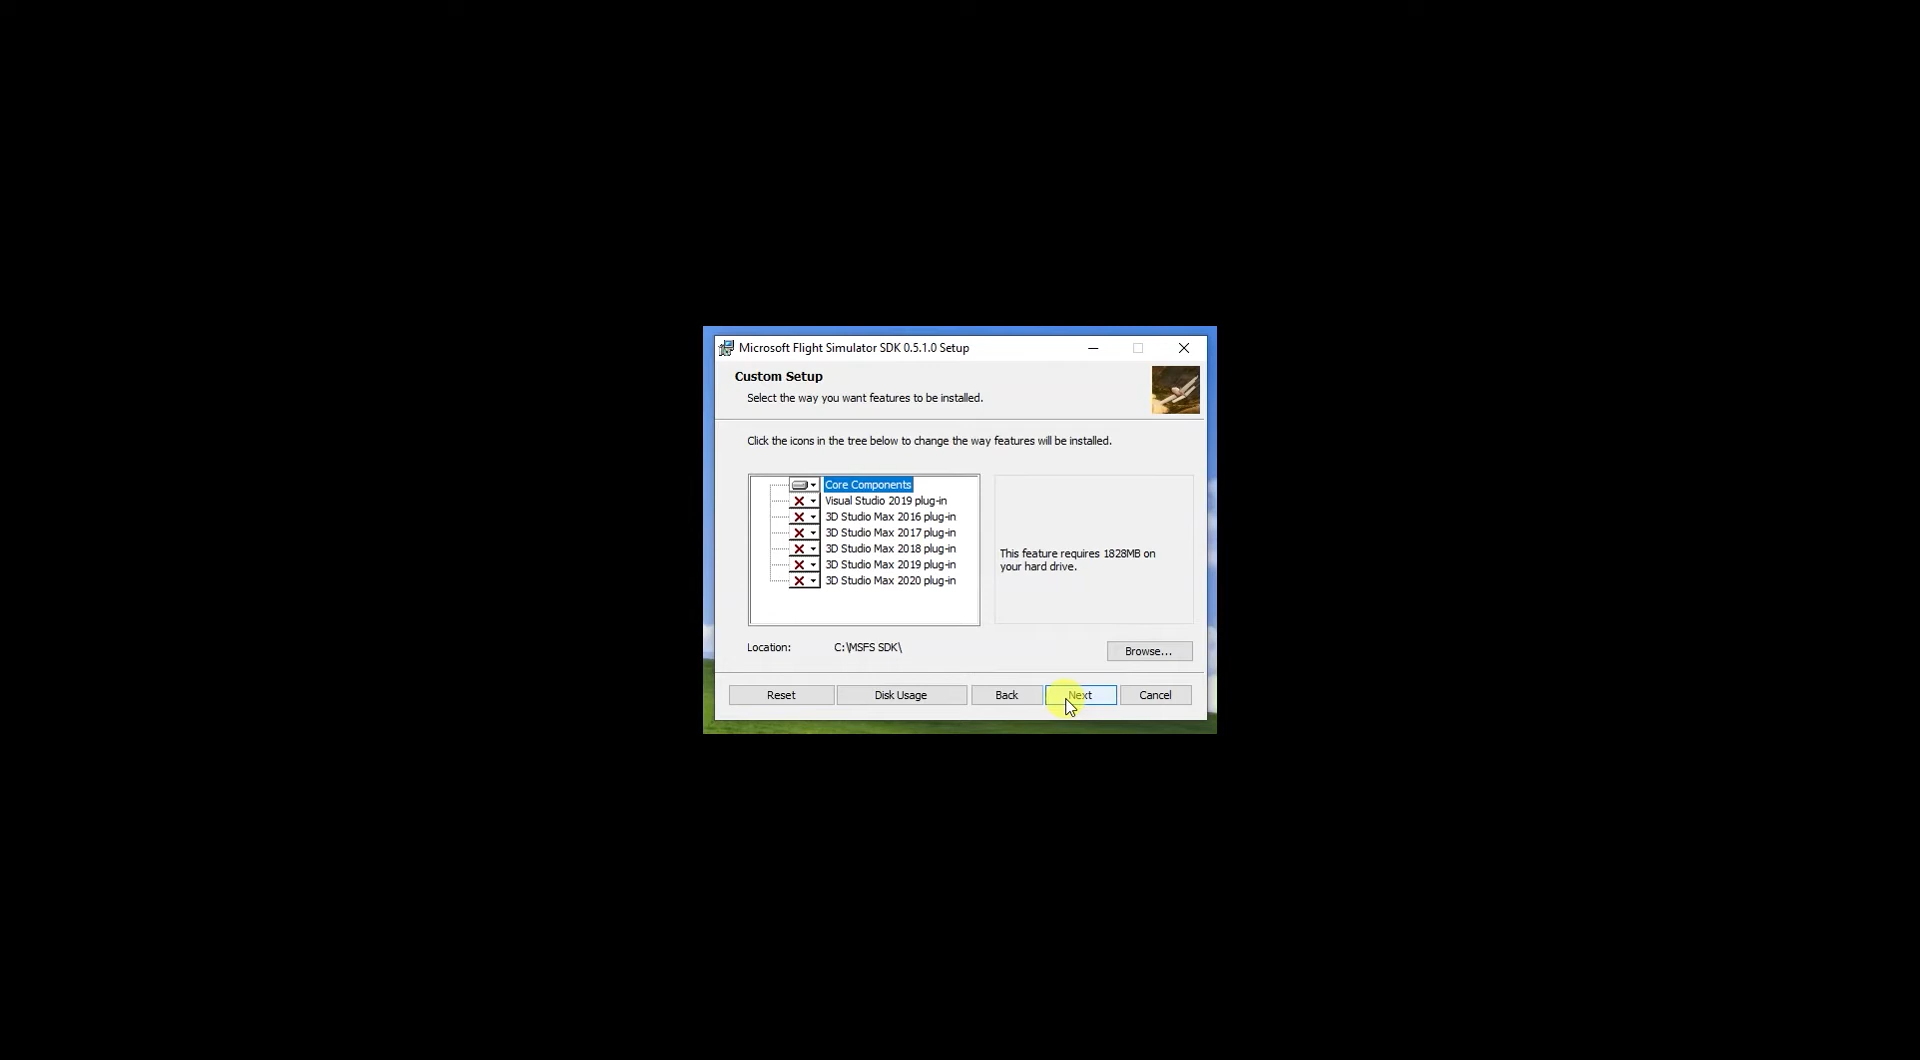 Microsoft Flight Simulator SDK 0.5.1.0 Setup
Custom Setup
Select the way you want features to be installed.
Click the icons in the tree below to change the way features will be installed.
Core Components
Visual Studio 2019 plug-in
3D Studio Max 2016 plug-in
3D Studio Max 2017 plug-in
3D Studio Max 2018 plug-in
3D Studio Max 2019 plug-in
3D Studio Max 2020 plug-in
This feature requires 1828MB on
your hard drive.
Location: C:\MSFS SDK\
Browse...
Reset Disk Usage Back Next Cancel